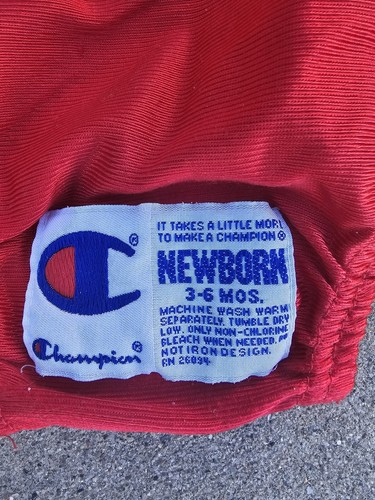 IT TAKES A LITTLE MORE
TO MAKE A CHAMPION®
NEWBORN
3-6 MOS.
MACHINE WASH WARM
SEPARATELY. TUMBLE DRY
LOW. ONLY NON-CHLORINE
BLEACH WHEN NEEDED. DO
NOT IRON DESIGN.
RN 26094
C®
Champion®